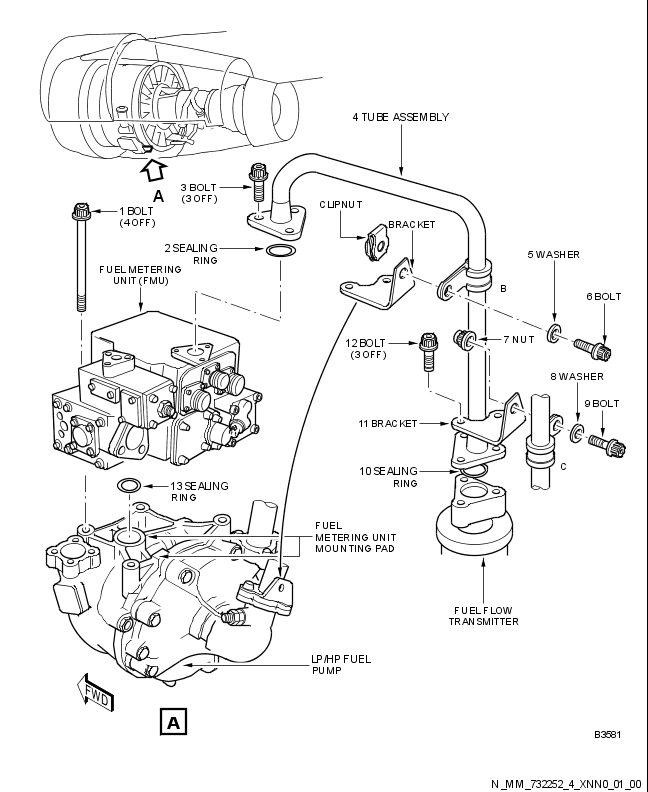 4 TUBE ASSEMBLY
A
3 BOLT
(3 OFF)
1 BOLT
(4 OFF)
CLIPNUT
BRACKET
2 SEALING
RING
5 WASHER
FUEL METERING
UNIT (FMU)
B
6 BOLT
12 BOLT
(3 OFF)
7 NUT
8 WASHER
9 BOLT
11 BRACKET
10 SEALING
RING
C
13 SEALING
RING
FUEL
METERING UNIT
MOUNTING PAD
FUEL FLOW
TRANSMITTER
LP/HP FUEL
PUMP
FWD
A
B3581
N_MM_732252_4_XNN0_01_00